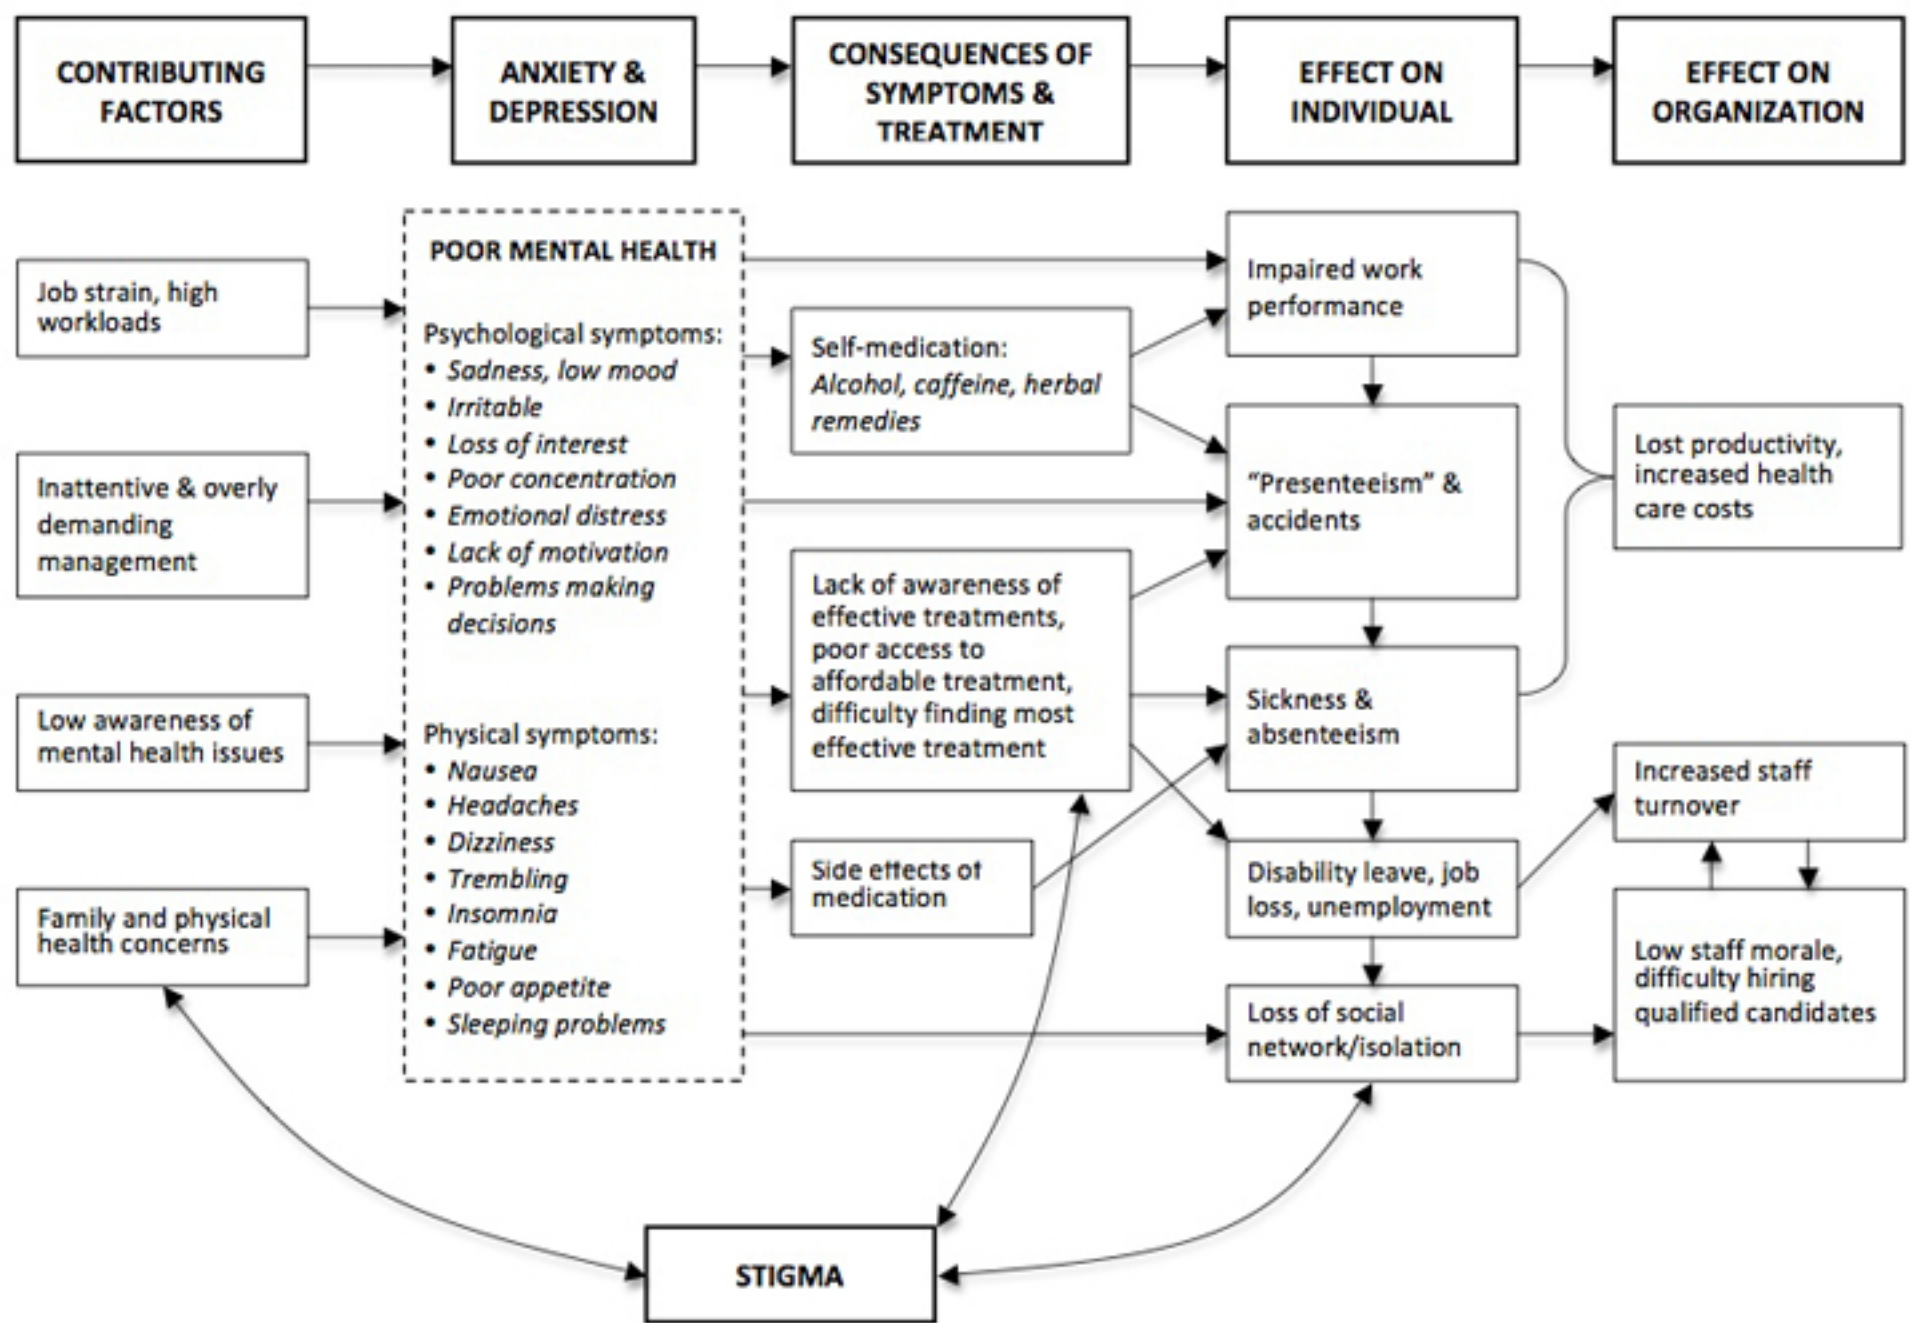 CONTRIBUTING
FACTORS
ANXIETY &
DEPRESSION
CONSEQUENCES OF
SYMPTOMS &
TREATMENT
EFFECT ON
INDIVIDUAL
EFFECT ON
ORGANIZATION
Job strain, high
workloads
Inattentive & overly
demanding
management
Low awareness of
mental health issues
Family and physical
health concerns
POOR MENTAL HEALTH
Psychological symptoms:
• Sadness, low mood
• Irritable
• Loss of interest
• Poor concentration
• Emotional distress
• Lack of motivation
• Problems making
decisions
Physical symptoms:
• Nausea
• Headaches
• Dizziness
• Trembling
• Insomnia
• Fatigue
• Poor appetite
• Sleeping problems
Self-medication:
Alcohol, caffeine, herbal
remedies
Lack of awareness of
effective treatments,
poor access to
affordable treatment,
difficulty finding most
effective treatment
Side effects of
medication
Impaired work
performance
“Presenteeism” &
accidents
Sickness &
absenteeism
Disability leave, job
loss, unemployment
Loss of social
network/isolation
Lost productivity,
increased health
care costs
Increased staff
turnover
Low staff morale,
difficulty hiring
qualified candidates
STIGMA